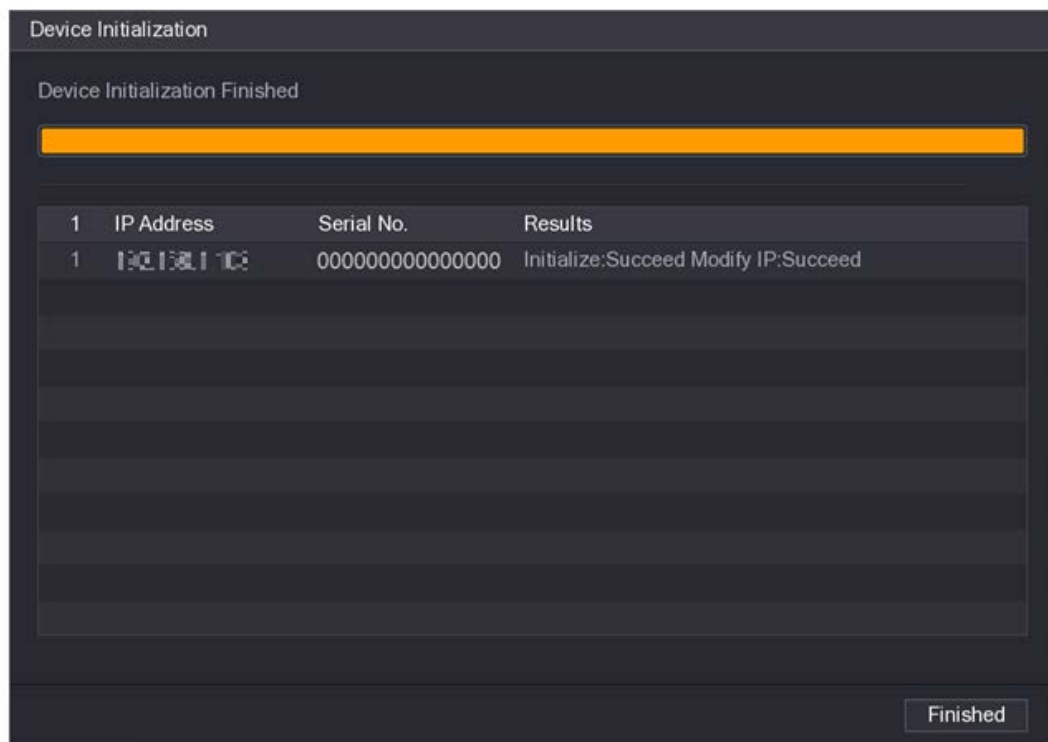 Device Initialization
Device Initialization Finished
1 IP Address Serial No. Results
1 000000000000000 Initialize:Succeed Modify IP:Succeed
Finished